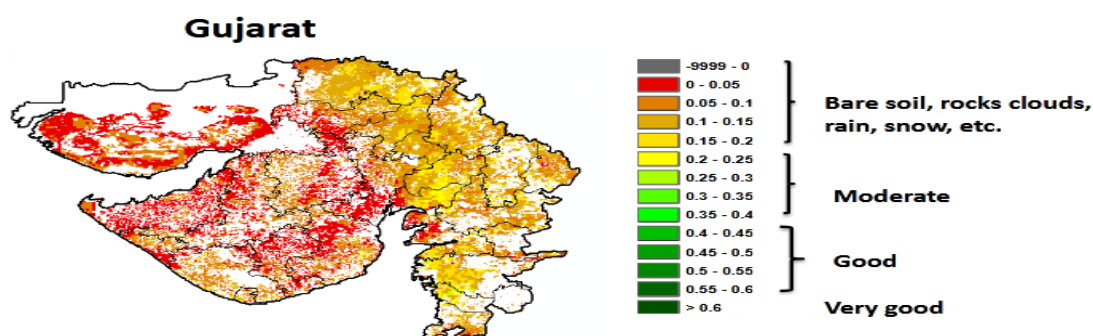 Gujarat
-9999 - 0
0 - 0.05
0.05 - 0.1
0.1 - 0.15
0.15 - 0.2
0.2 - 0.25
0.25 - 0.3
0.3 - 0.35
0.35 - 0.4
0.4 - 0.45
0.45 - 0.5
0.5 - 0.55
0.55 - 0.6
> 0.6
Bare soil, rocks clouds,
rain, snow, etc.
Moderate
Good
Very good